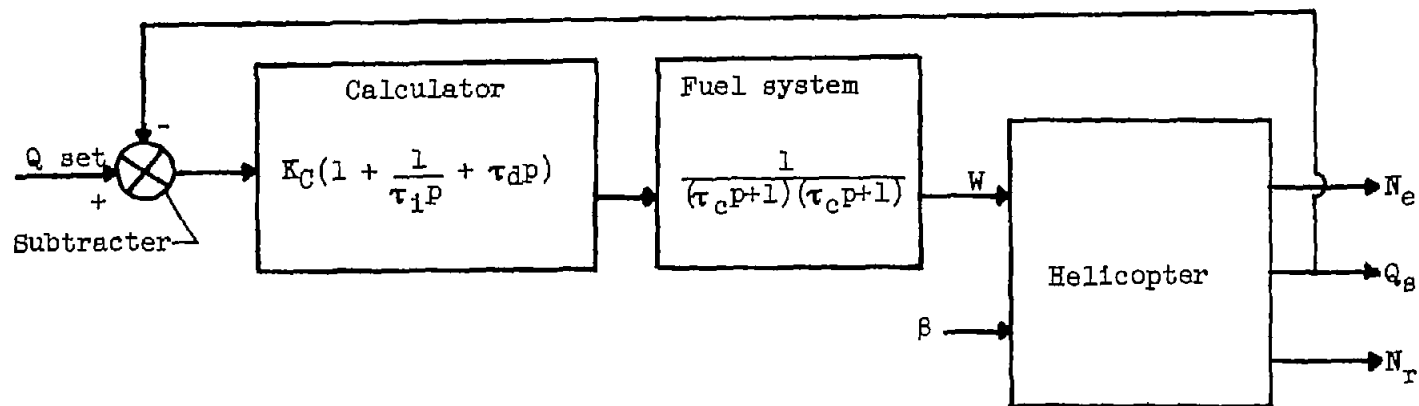 Q set
+
-
Subtracter
Calculator
K_C(1 + 1/(τ_i p) + τ_d p)
Fuel system
1/((τ_c p+1)(τ_c p+1))
W
β
Helicopter
N_e
Q_s
N_r